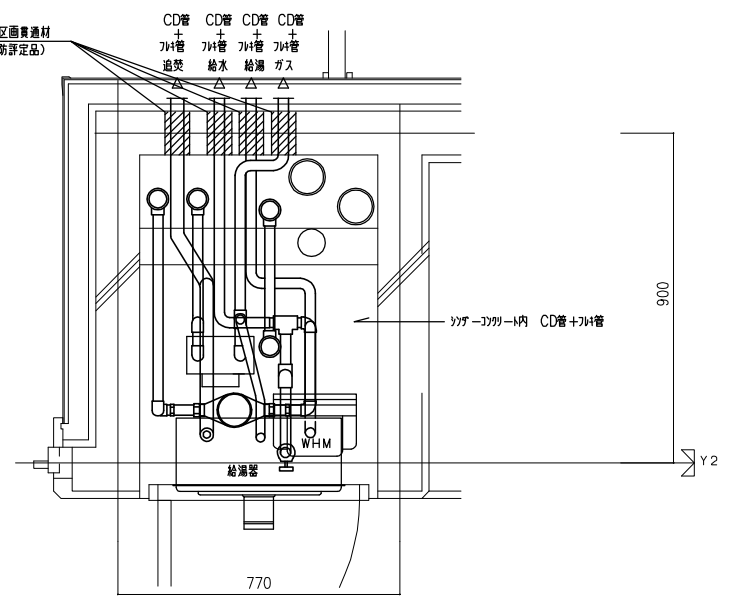 CD管 CD管 CD管 CD管
+ + + +
ﾌﾚｷ管 ﾌﾚｷ管 ﾌﾚｷ管 ﾌﾚｷ管
追焚 給水 給湯 ガス
区画貫通材
防評定品）
900
ｼﾝﾀﾞｰｺﾝｸﾘｰﾄ内 CD管＋ﾌﾚｷ管
WHM
Y2
給湯器
770